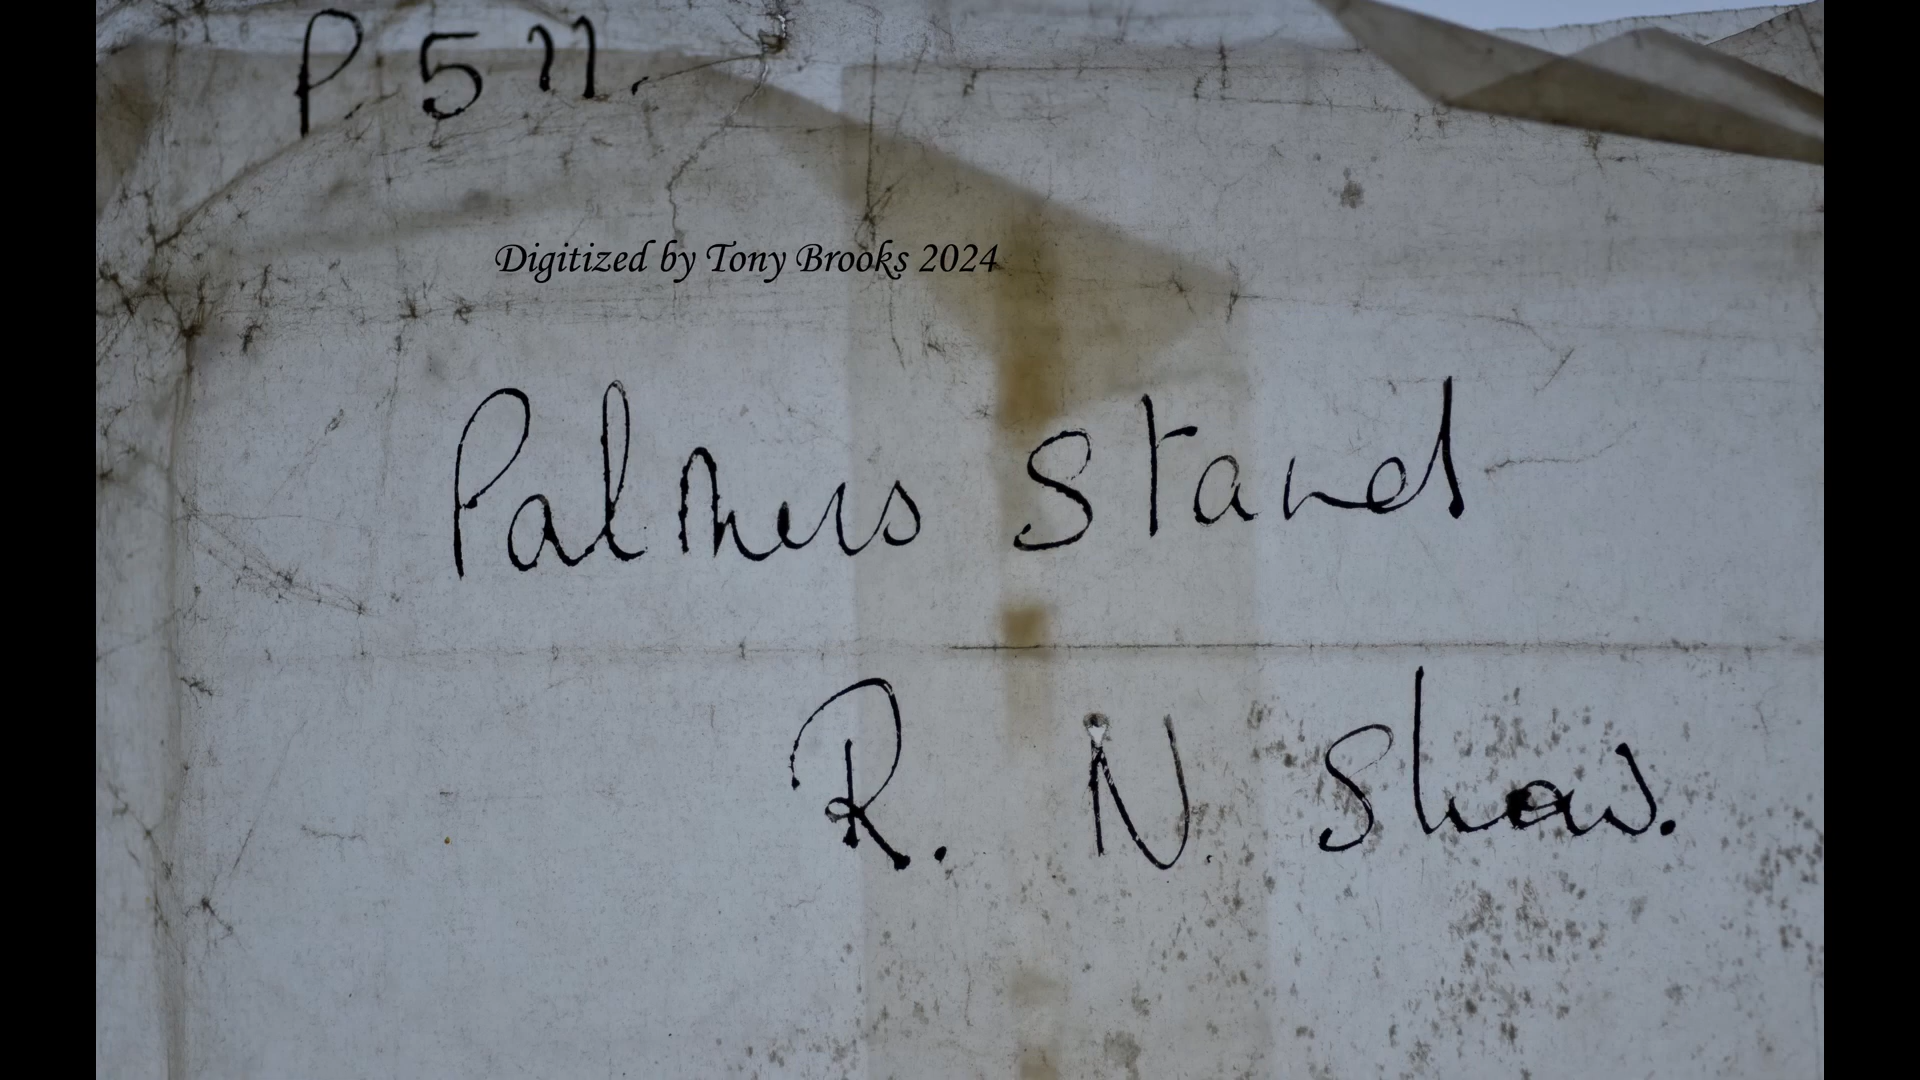 P 511.
Digitized by Tony Brooks 2024
Palmers Stand
R. N. Shaw.